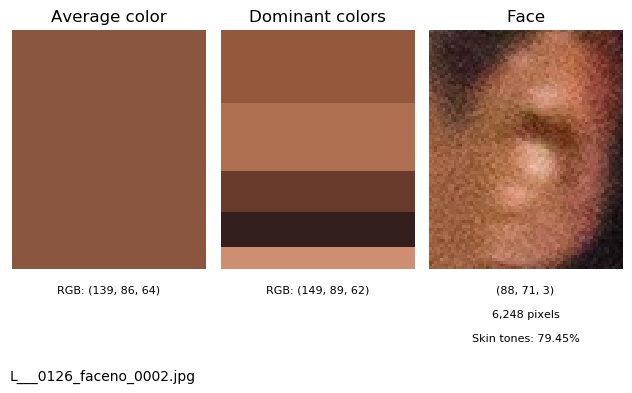 Average color
Dominant colors
Face
RGB: (139, 86, 64)
RGB: (149, 89, 62)
(88, 71, 3)
6,248 pixels
Skin tones: 79.45%
L___0126_faceno_0002.jpg